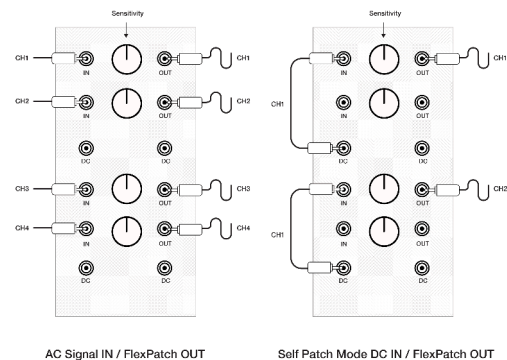 Sensitivity
CH1 IN OUT CH1
CH2 IN OUT CH2
DC DC
CH3 IN OUT CH3
CH4 IN OUT CH4
DC DC
AC Signal IN / FlexPatch OUT
Sensitivity
IN OUT CH1
CH1 IN OUT
DC DC
IN OUT CH2
CH1 IN OUT
DC DC
Self Patch Mode DC IN / FlexPatch OUT